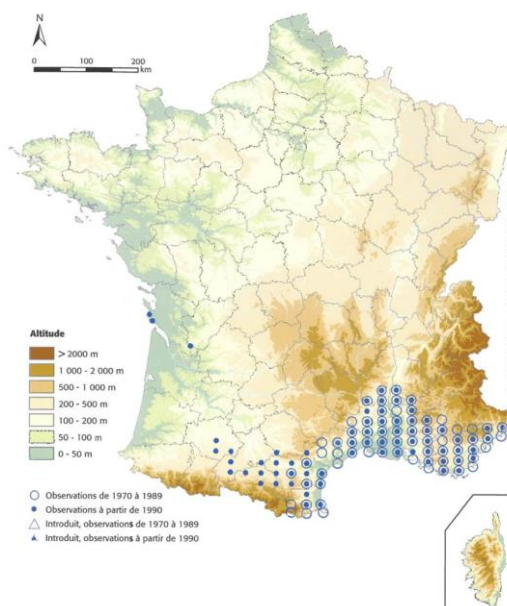 N
0 50 100 200
km
Altitude
> 2000 m
1 000 - 2 000 m
500 - 1 000 m
200 - 500 m
100 - 200 m
50 - 100 m
0 - 50 m
Observations de 1970 à 1989
Observations à partir de 1990
Introduit, observations de 1970 à 1989
Introduit, observations à partir de 1990